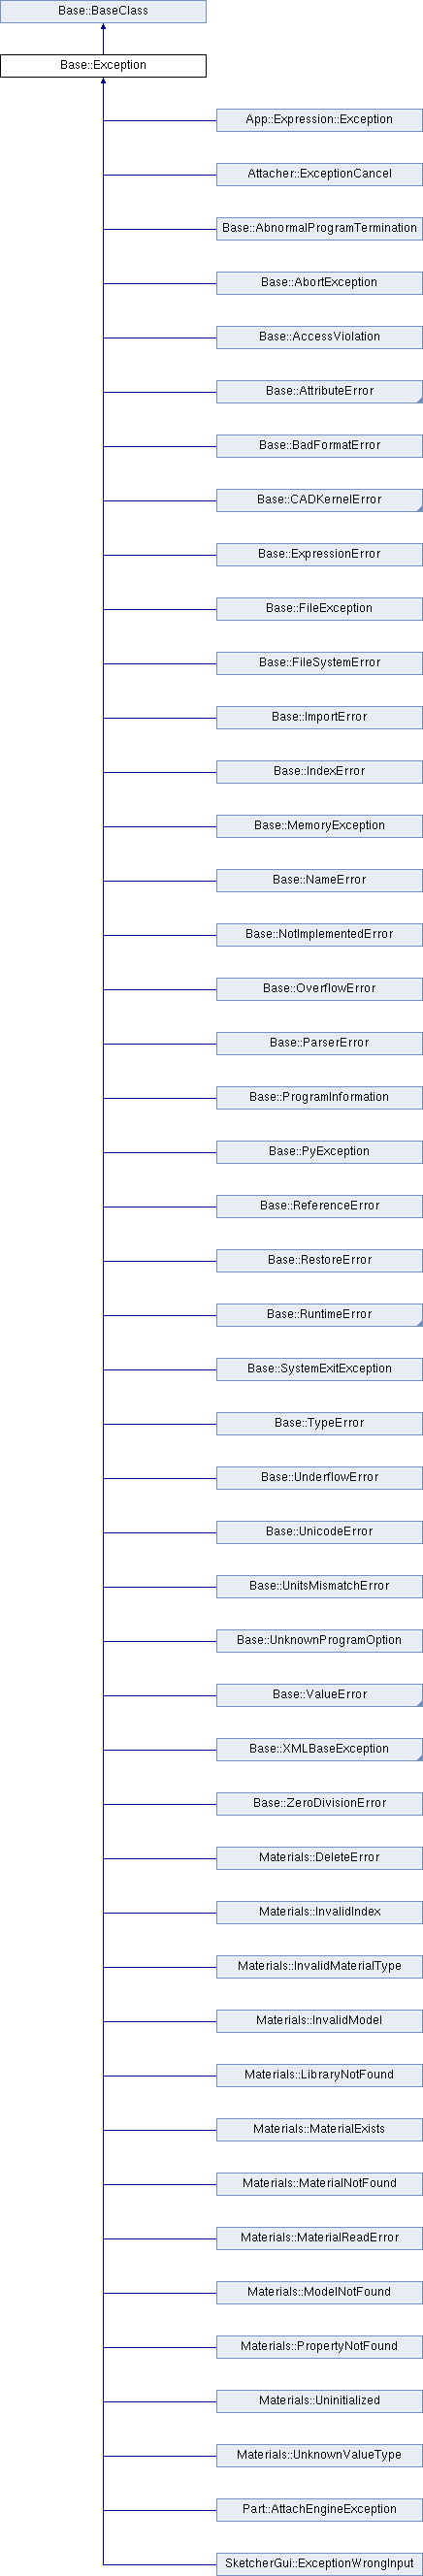 Base::BaseClass
Base::Exception
App::Expression::Exception
Attacher::ExceptionCancel
Base::AbnormalProgramTermination
Base::AbortException
Base::AccessViolation
Base::AttributeError
Base::BadFormatError
Base::CADKernelError
Base::ExpressionError
Base::FileException
Base::FileSystemError
Base::ImportError
Base::IndexError
Base::MemoryException
Base::NameError
Base::NotImplementedError
Base::OverflowError
Base::ParserError
Base::ProgramInformation
Base::PyException
Base::ReferenceError
Base::RestoreError
Base::RuntimeError
Base::SystemExitException
Base::TypeError
Base::UnderflowError
Base::UnicodeError
Base::UnitsMismatchError
Base::UnknownProgramOption
Base::ValueError
Base::XMLBaseException
Base::ZeroDivisionError
Materials::DeleteError
Materials::InvalidIndex
Materials::InvalidMaterialType
Materials::InvalidModel
Materials::LibraryNotFound
Materials::MaterialExists
Materials::MaterialNotFound
Materials::MaterialReadError
Materials::ModelNotFound
Materials::PropertyNotFound
Materials::Uninitialized
Materials::UnknownValueType
Part::AttachEngineException
SketcherGui::ExceptionWrongInput